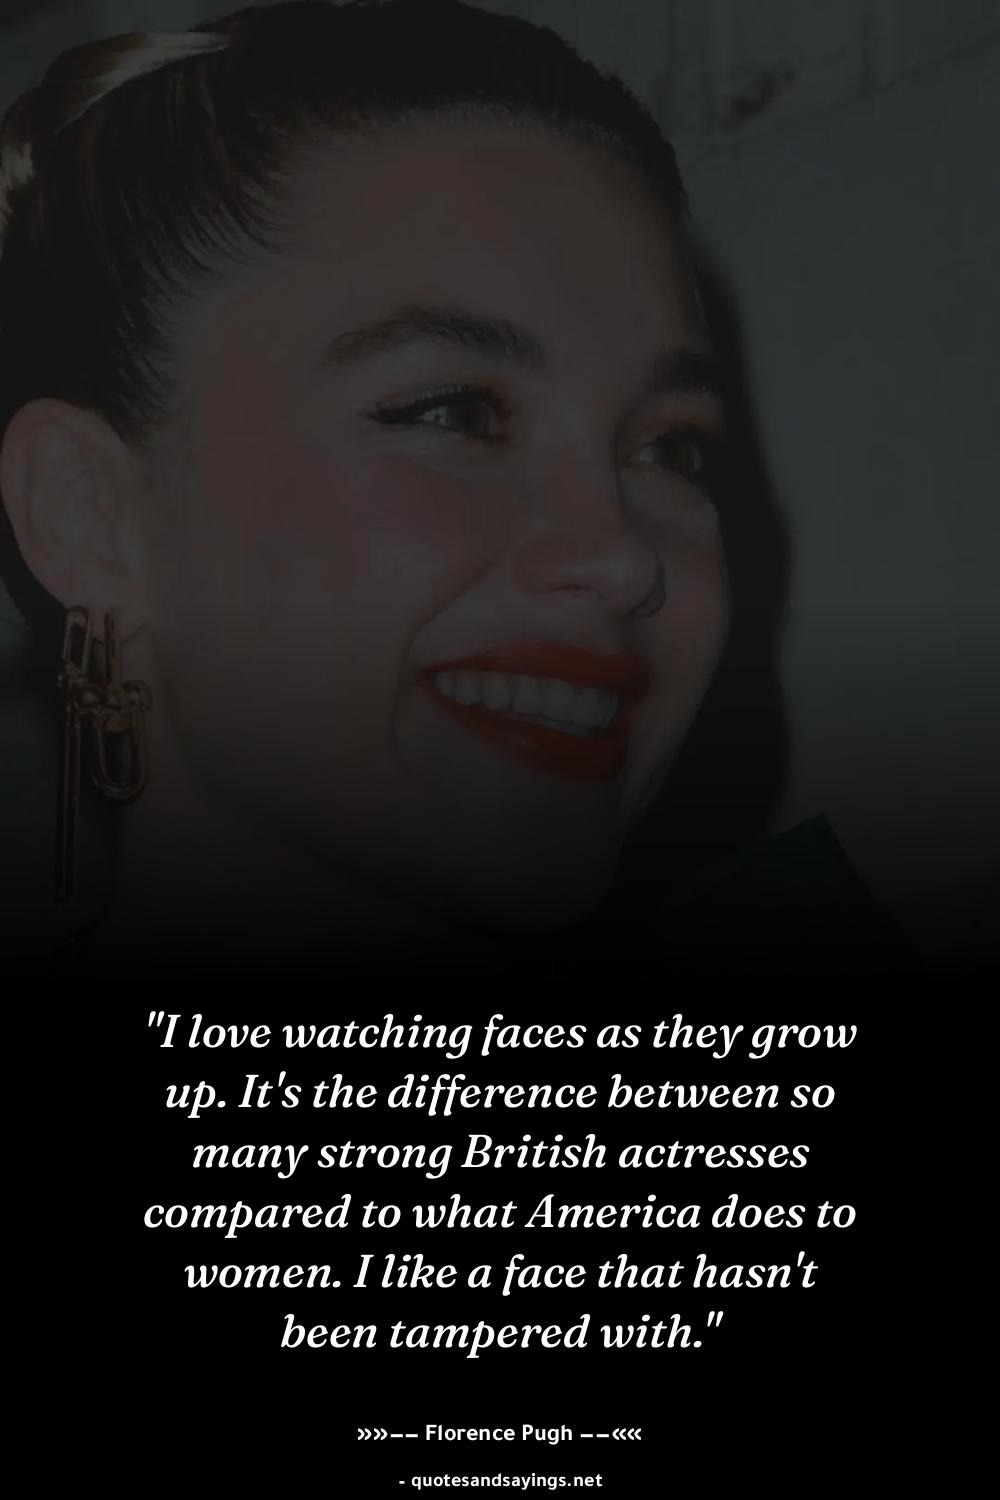 "I love watching faces as they grow
up. It's the difference between so
many strong British actresses
compared to what America does to
women. I like a face that hasn't
been tampered with."
»»–– Florence Pugh ––««
- quotesandsayings.net